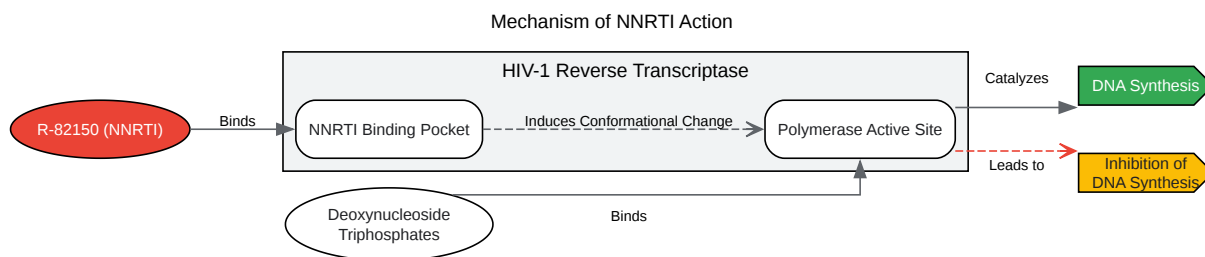 Mechanism of NNRTI Action
HIV-1 Reverse Transcriptase
R-82150 (NNRTI)
Binds
NNRTI Binding Pocket
Induces Conformational Change
Polymerase Active Site
Catalyzes
DNA Synthesis
Leads to
Inhibition of
DNA Synthesis
Deoxynucleoside
Triphosphates
Binds